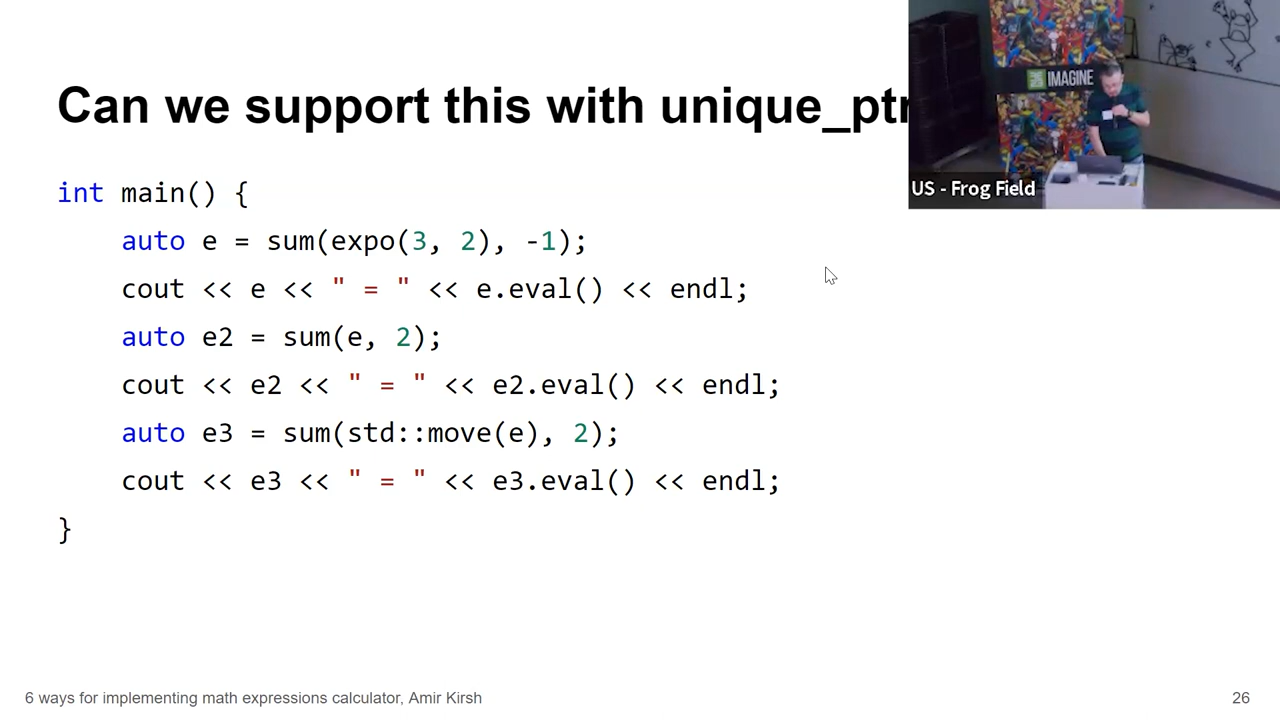 Can we support this with unique_ptr
IMAGINE
US - Frog Field
int main() {
auto e = sum(expo(3, 2), -1);
cout << e << " = " << e.eval() << endl;
auto e2 = sum(e, 2);
cout << e2 << " = " << e2.eval() << endl;
auto e3 = sum(std::move(e), 2);
cout << e3 << " = " << e3.eval() << endl;
}
6 ways for implementing math expressions calculator, Amir Kirsh
26